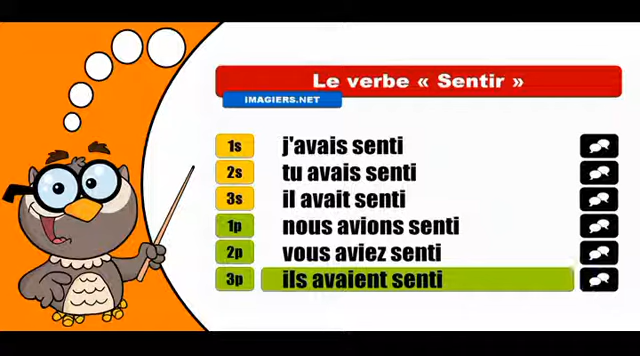 Le verbe « Sentir »
IMAGIERS.NET
1s j'avais senti
2s tu avais senti
3s il avait senti
1p nous avions senti
2p vous aviez senti
3p ils avaient senti